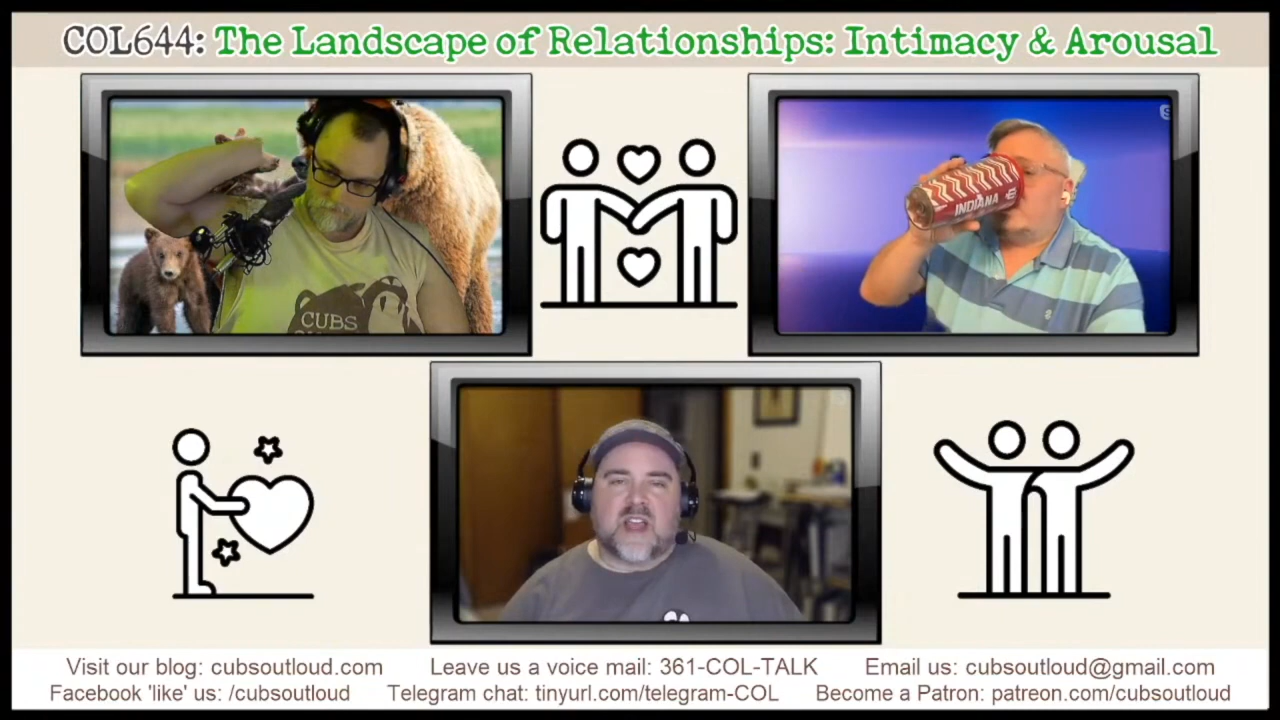 COL644: The Landscape of Relationships: Intimacy & Arousal
CUBS
INDIANA
Visit our blog: cubsoutloud.com Leave us a voice mail: 361-COL-TALK Email us: cubsoutloud@gmail.com
Facebook 'like' us: /cubsoutloud Telegram chat: tinyurl.com/telegram-COL Become a Patron: patreon.com/cubsoutloud